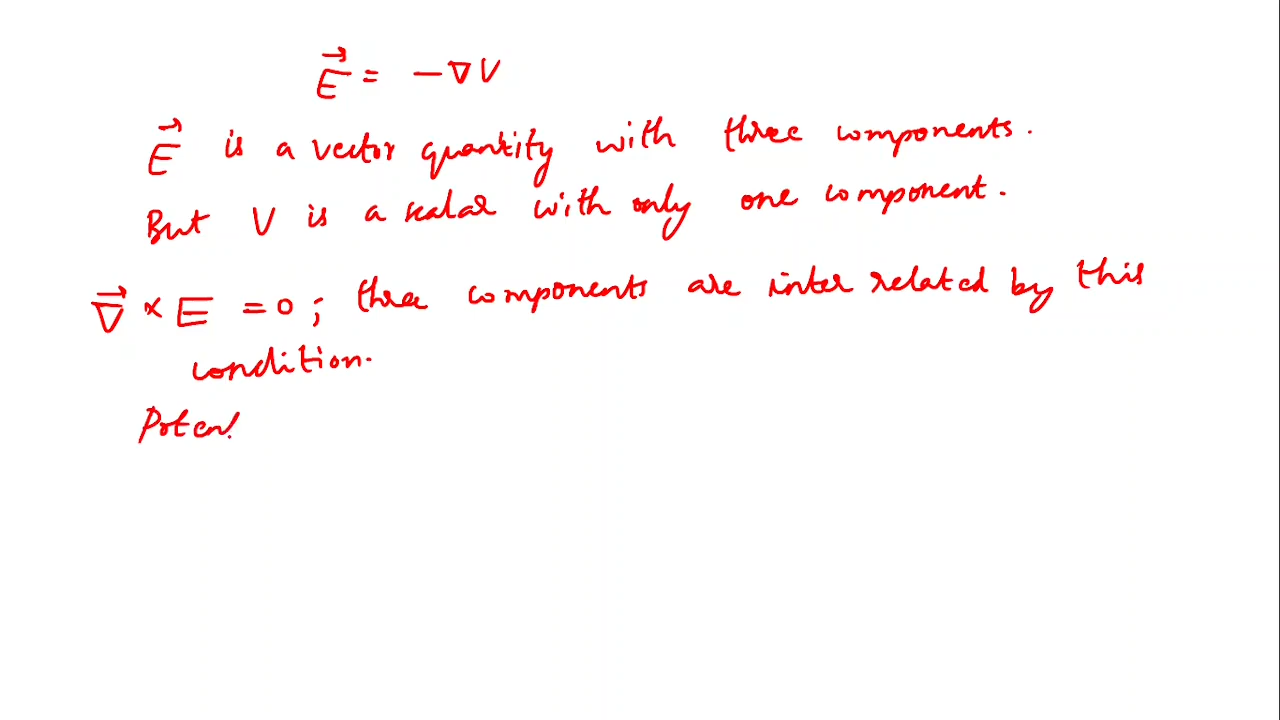 E⃗ = −∇V
E⃗ is a vector quantity with three components.
But V is a scalar with only one component.
∇⃗ × E = 0; three components are inter related by this
condition.
Poten